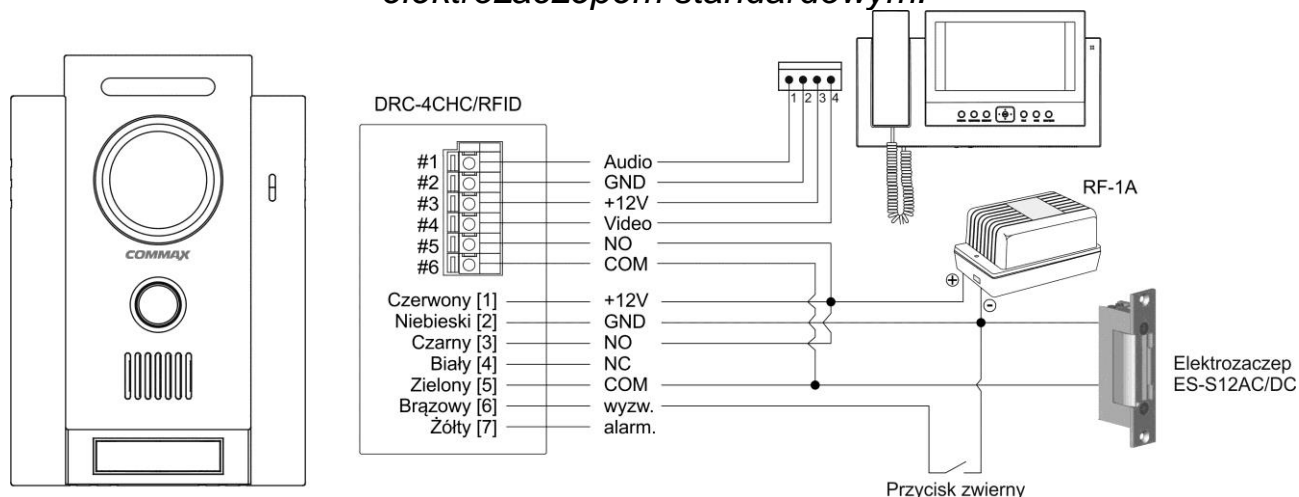 elektrozaczepem standardowym.
DRC-4CHC/RFID
1 2 3 4
#1 Audio
#2 GND
#3 +12V
#4 Video
#5 NO
#6 COM
Czerwony [1] +12V
Niebieski [2] GND
Czarny [3] NO
Biały [4] NC
Zielony [5] COM
Brązowy [6] wyzw.
Żółty [7] alarm.
COMMAX
RF-1A
+
-
Elektrozaczep
ES-S12AC/DC
Przycisk zwierny